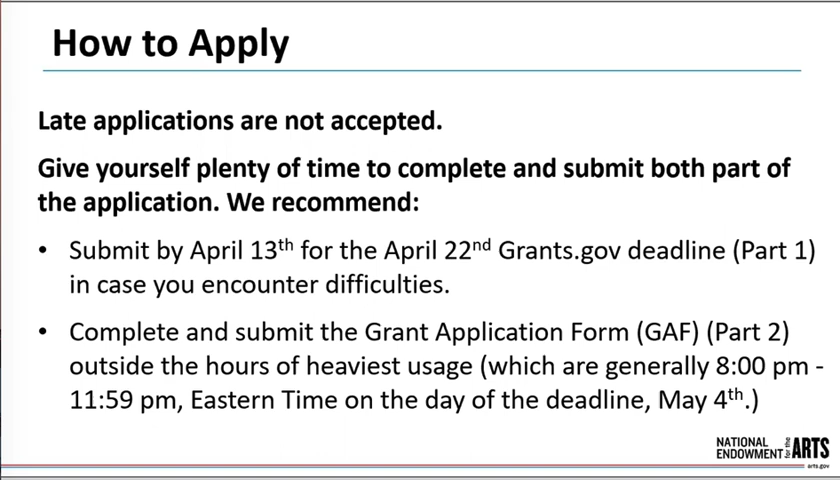 How to Apply
Late applications are not accepted.
Give yourself plenty of time to complete and submit both part of
the application. We recommend:
• Submit by April 13th for the April 22nd Grants.gov deadline (Part 1)
in case you encounter difficulties.
• Complete and submit the Grant Application Form (GAF) (Part 2)
outside the hours of heaviest usage (which are generally 8:00 pm -
11:59 pm, Eastern Time on the day of the deadline, May 4th.)
NATIONAL
ENDOWMENT for the ARTS
arts.gov